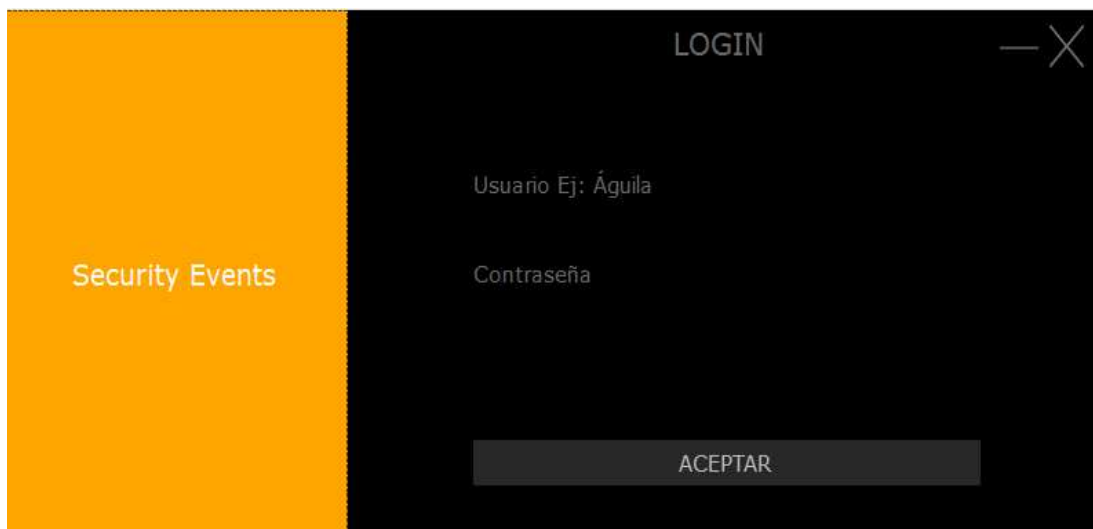 LOGIN
Usuario Ej: Águila
Security Events
Contraseña
ACEPTAR